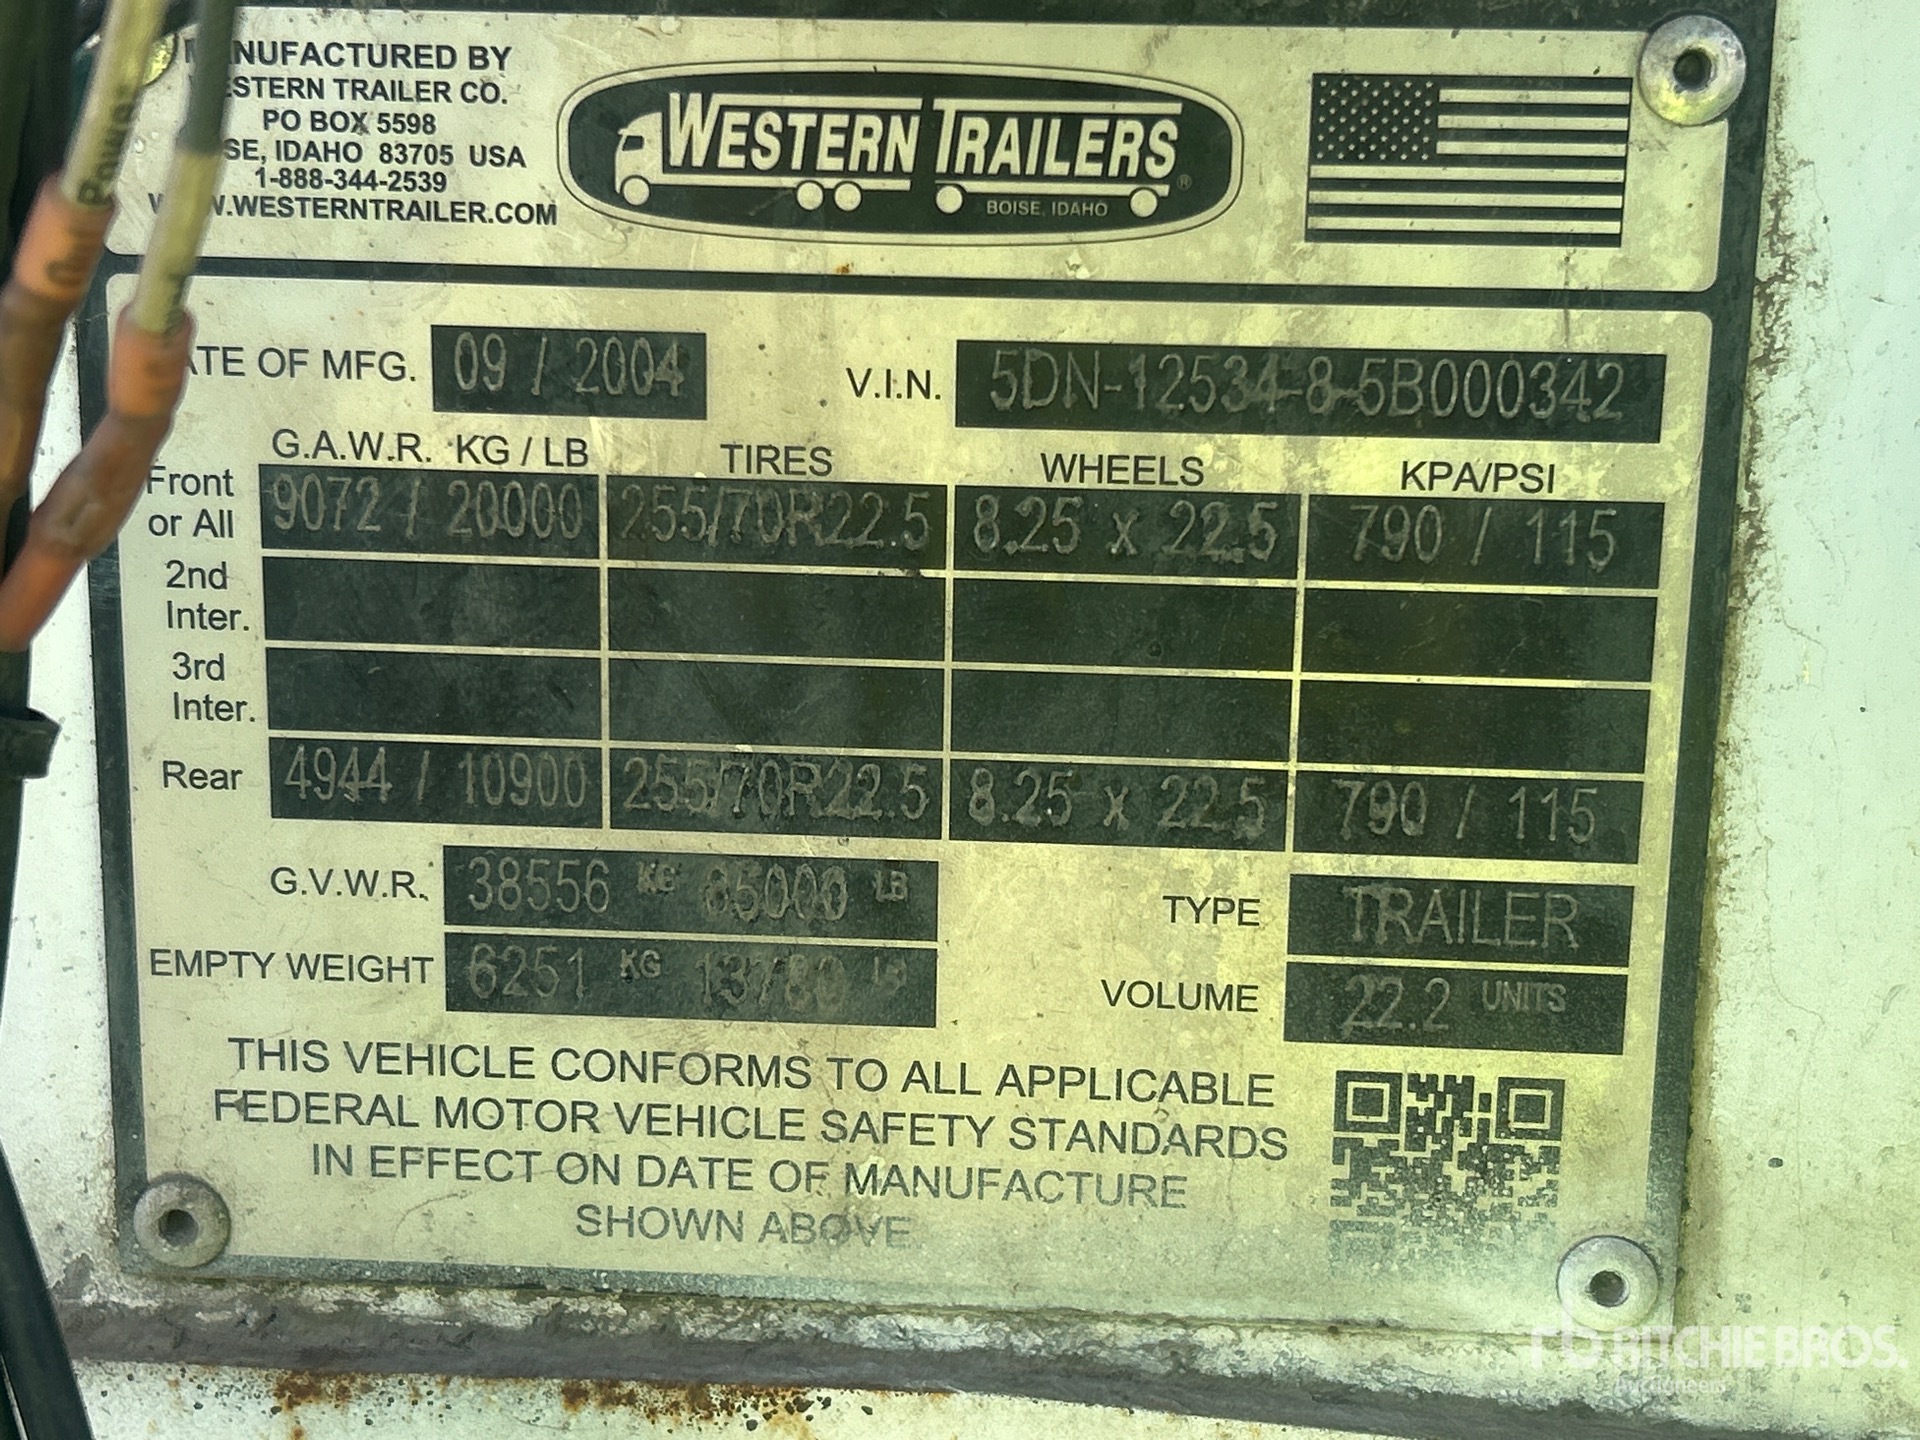 MANUFACTURED BY
WESTERN TRAILER CO.
PO BOX 5598
BOISE, IDAHO 83705 USA
1-888-344-2539
WWW.WESTERNTRAILER.COM
WESTERN TRAILERS ®
BOISE, IDAHO
DATE OF MFG. 09 / 2004 V.I.N. 5DN-12534-8-5B000342
G.A.W.R. KG / LB TIRES WHEELS KPA/PSI
Front or All 9072 / 20000 255/70R22.5 8.25 x 22.5 790 / 115
2nd Inter.
3rd Inter.
Rear 4944 / 10900 255/70R22.5 8.25 x 22.5 790 / 115
G.V.W.R. 38556 KG 85000 LB TYPE TRAILER
EMPTY WEIGHT 6251 KG 13780 LB VOLUME 22.2 UNITS
THIS VEHICLE CONFORMS TO ALL APPLICABLE
FEDERAL MOTOR VEHICLE SAFETY STANDARDS
IN EFFECT ON DATE OF MANUFACTURE
SHOWN ABOVE.
Power
rb RITCHIE BROS.
Auctioneers